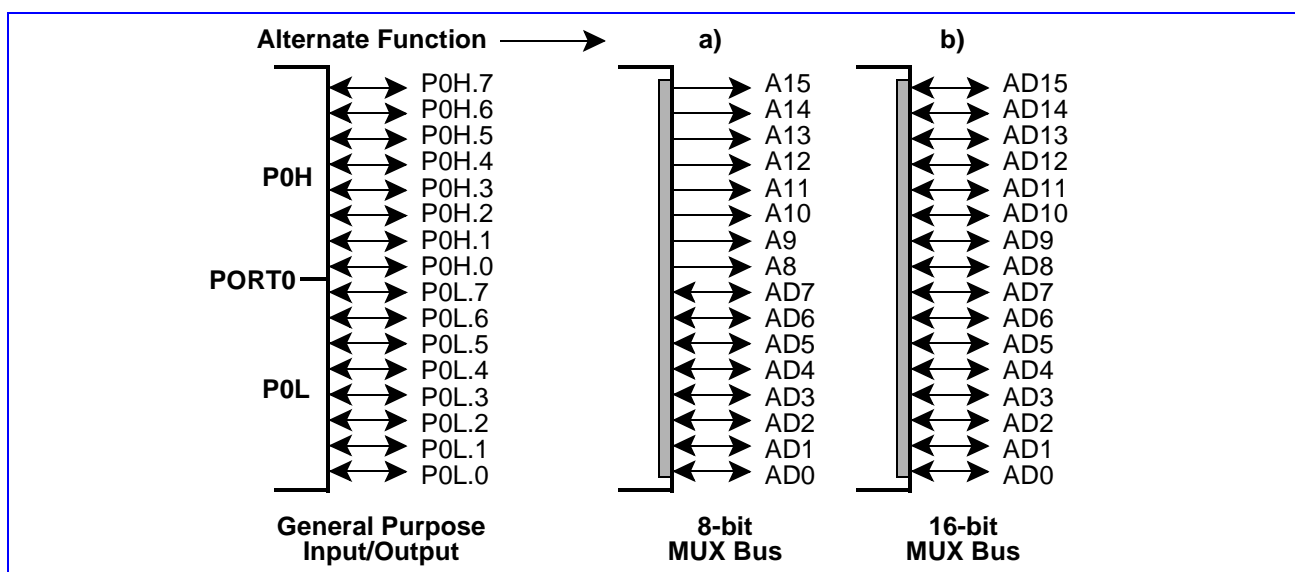 Alternate Function a) b)
P0H.7 A15 AD15
P0H.6 A14 AD14
P0H.5 A13 AD13
P0H.4 A12 AD12
P0H
P0H.3 A11 AD11
P0H.2 A10 AD10
P0H.1 A9 AD9
P0H.0 A8 AD8
PORT0
P0L.7 AD7 AD7
P0L.6 AD6 AD6
P0L.5 AD5 AD5
P0L.4 AD4 AD4
P0L
P0L.3 AD3 AD3
P0L.2 AD2 AD2
P0L.1 AD1 AD1
P0L.0 AD0 AD0
General Purpose
Input/Output
8-bit
MUX Bus
16-bit
MUX Bus